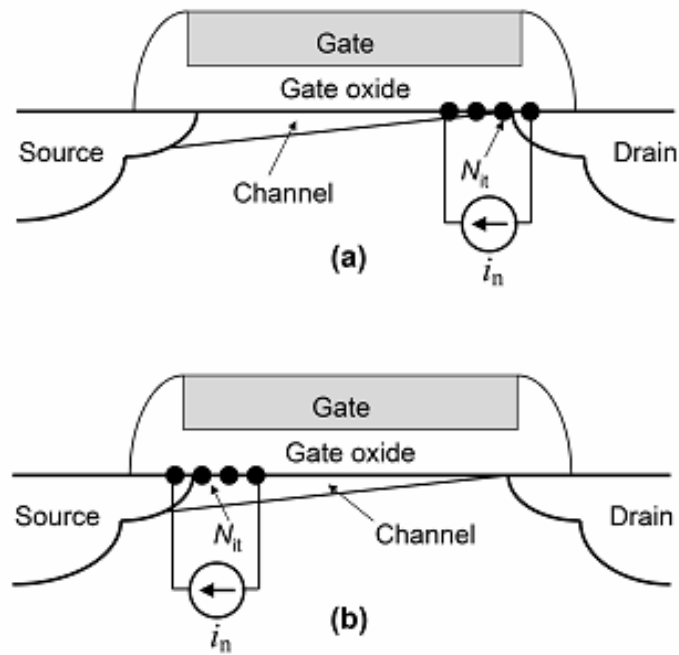 Gate
Gate oxide
Source
Drain
Nit
Channel
(a)
in
Gate
Gate oxide
Source
Drain
Nit
Channel
(b)
in